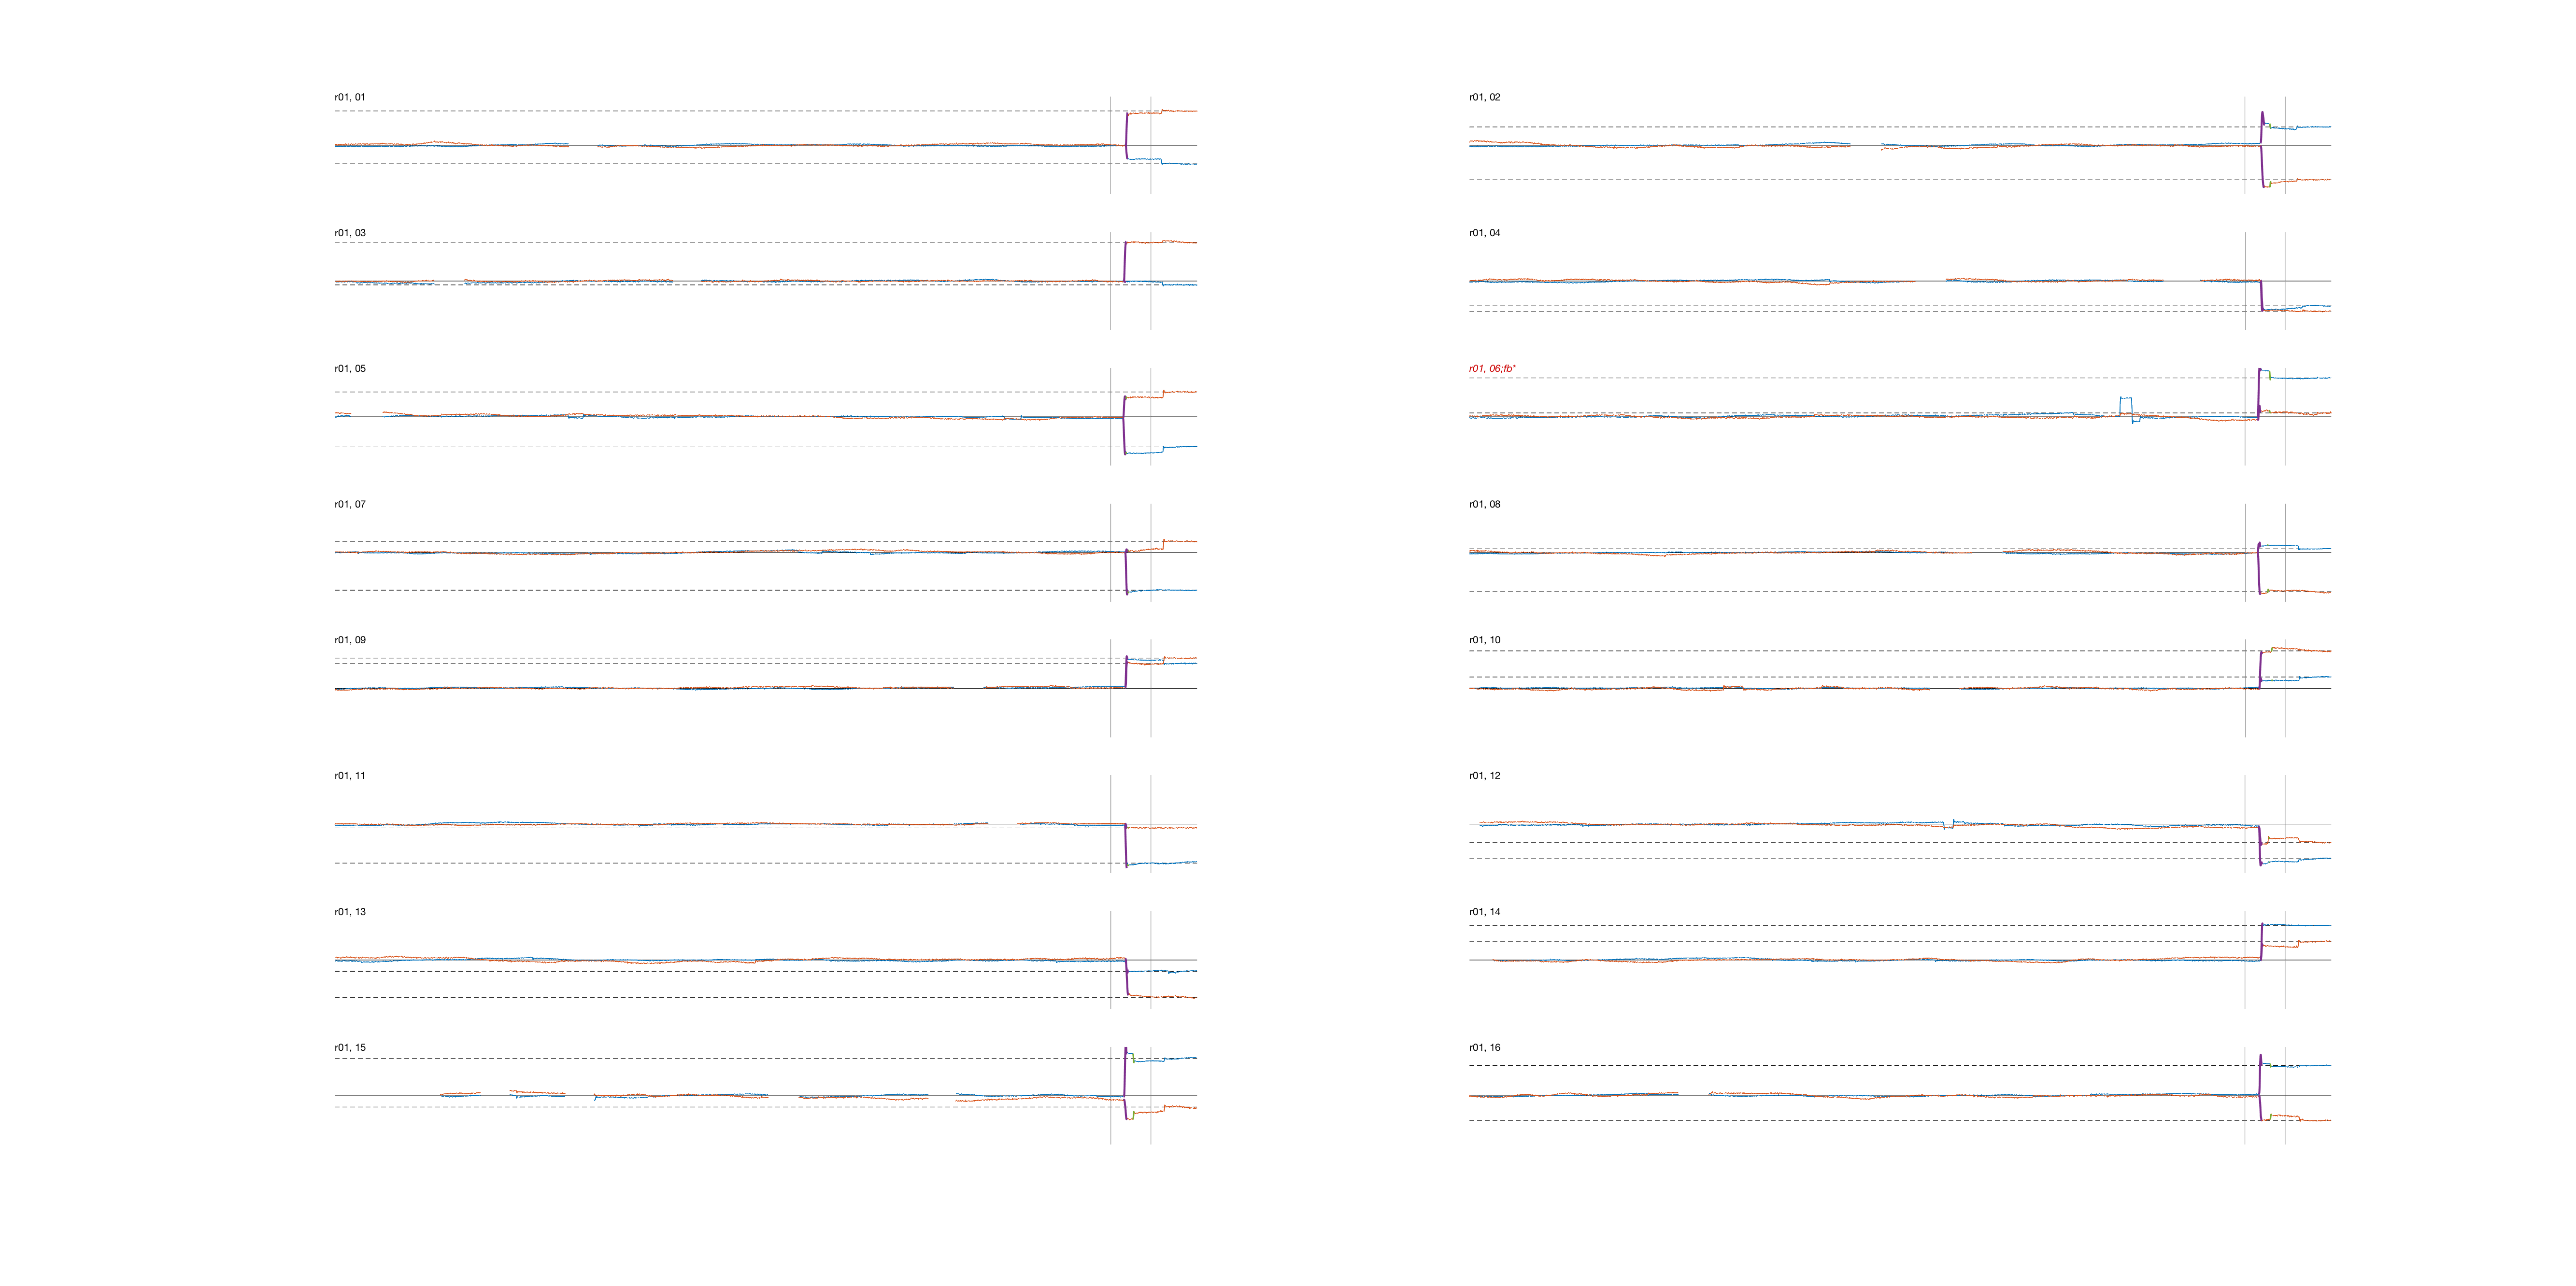 r01, 01
r01, 02
r01, 03
r01, 04
r01, 05
r01, 06;fb*
r01, 07
r01, 08
r01, 09
r01, 10
r01, 11
r01, 12
r01, 13
r01, 14
r01, 15
r01, 16